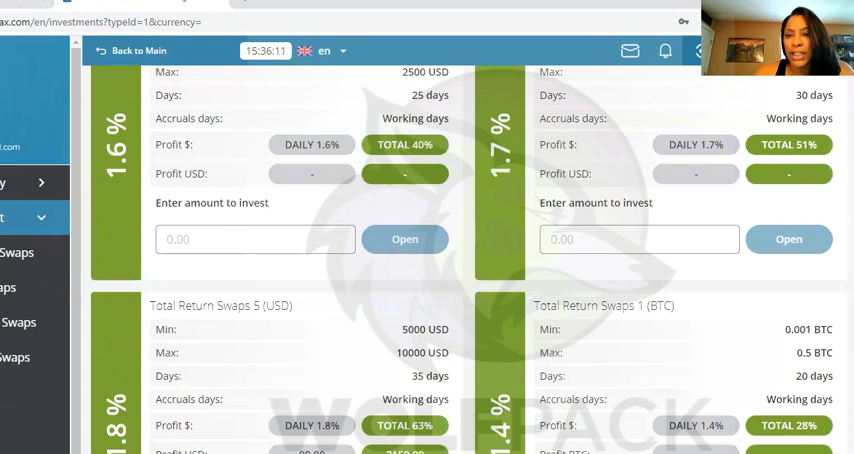 ax.com/en/investments?typeId=1&currency=
Back to Main
15:36:11
en
l.com
y
t
Swaps
aps
Swaps
Swaps
1.6 %
Max: 2500 USD
Days: 25 days
Accruals days: Working days
Profit $: DAILY 1.6% TOTAL 40%
Profit USD: - -
Enter amount to invest
0.00 Open
1.7 %
Max:
Days: 30 days
Accruals days: Working days
Profit $: DAILY 1.7% TOTAL 51%
Profit USD: - -
Enter amount to invest
0.00 Open
1.8 %
Total Return Swaps 5 (USD)
Min: 5000 USD
Max: 10000 USD
Days: 35 days
Accruals days: Working days
Profit $: DAILY 1.8% TOTAL 63%
Profit USD:
1.4 %
Total Return Swaps 1 (BTC)
Min: 0.001 BTC
Max: 0.5 BTC
Days: 20 days
Accruals days: Working days
Profit $: DAILY 1.4% TOTAL 28%
Profit BTC:
WOLFPACK